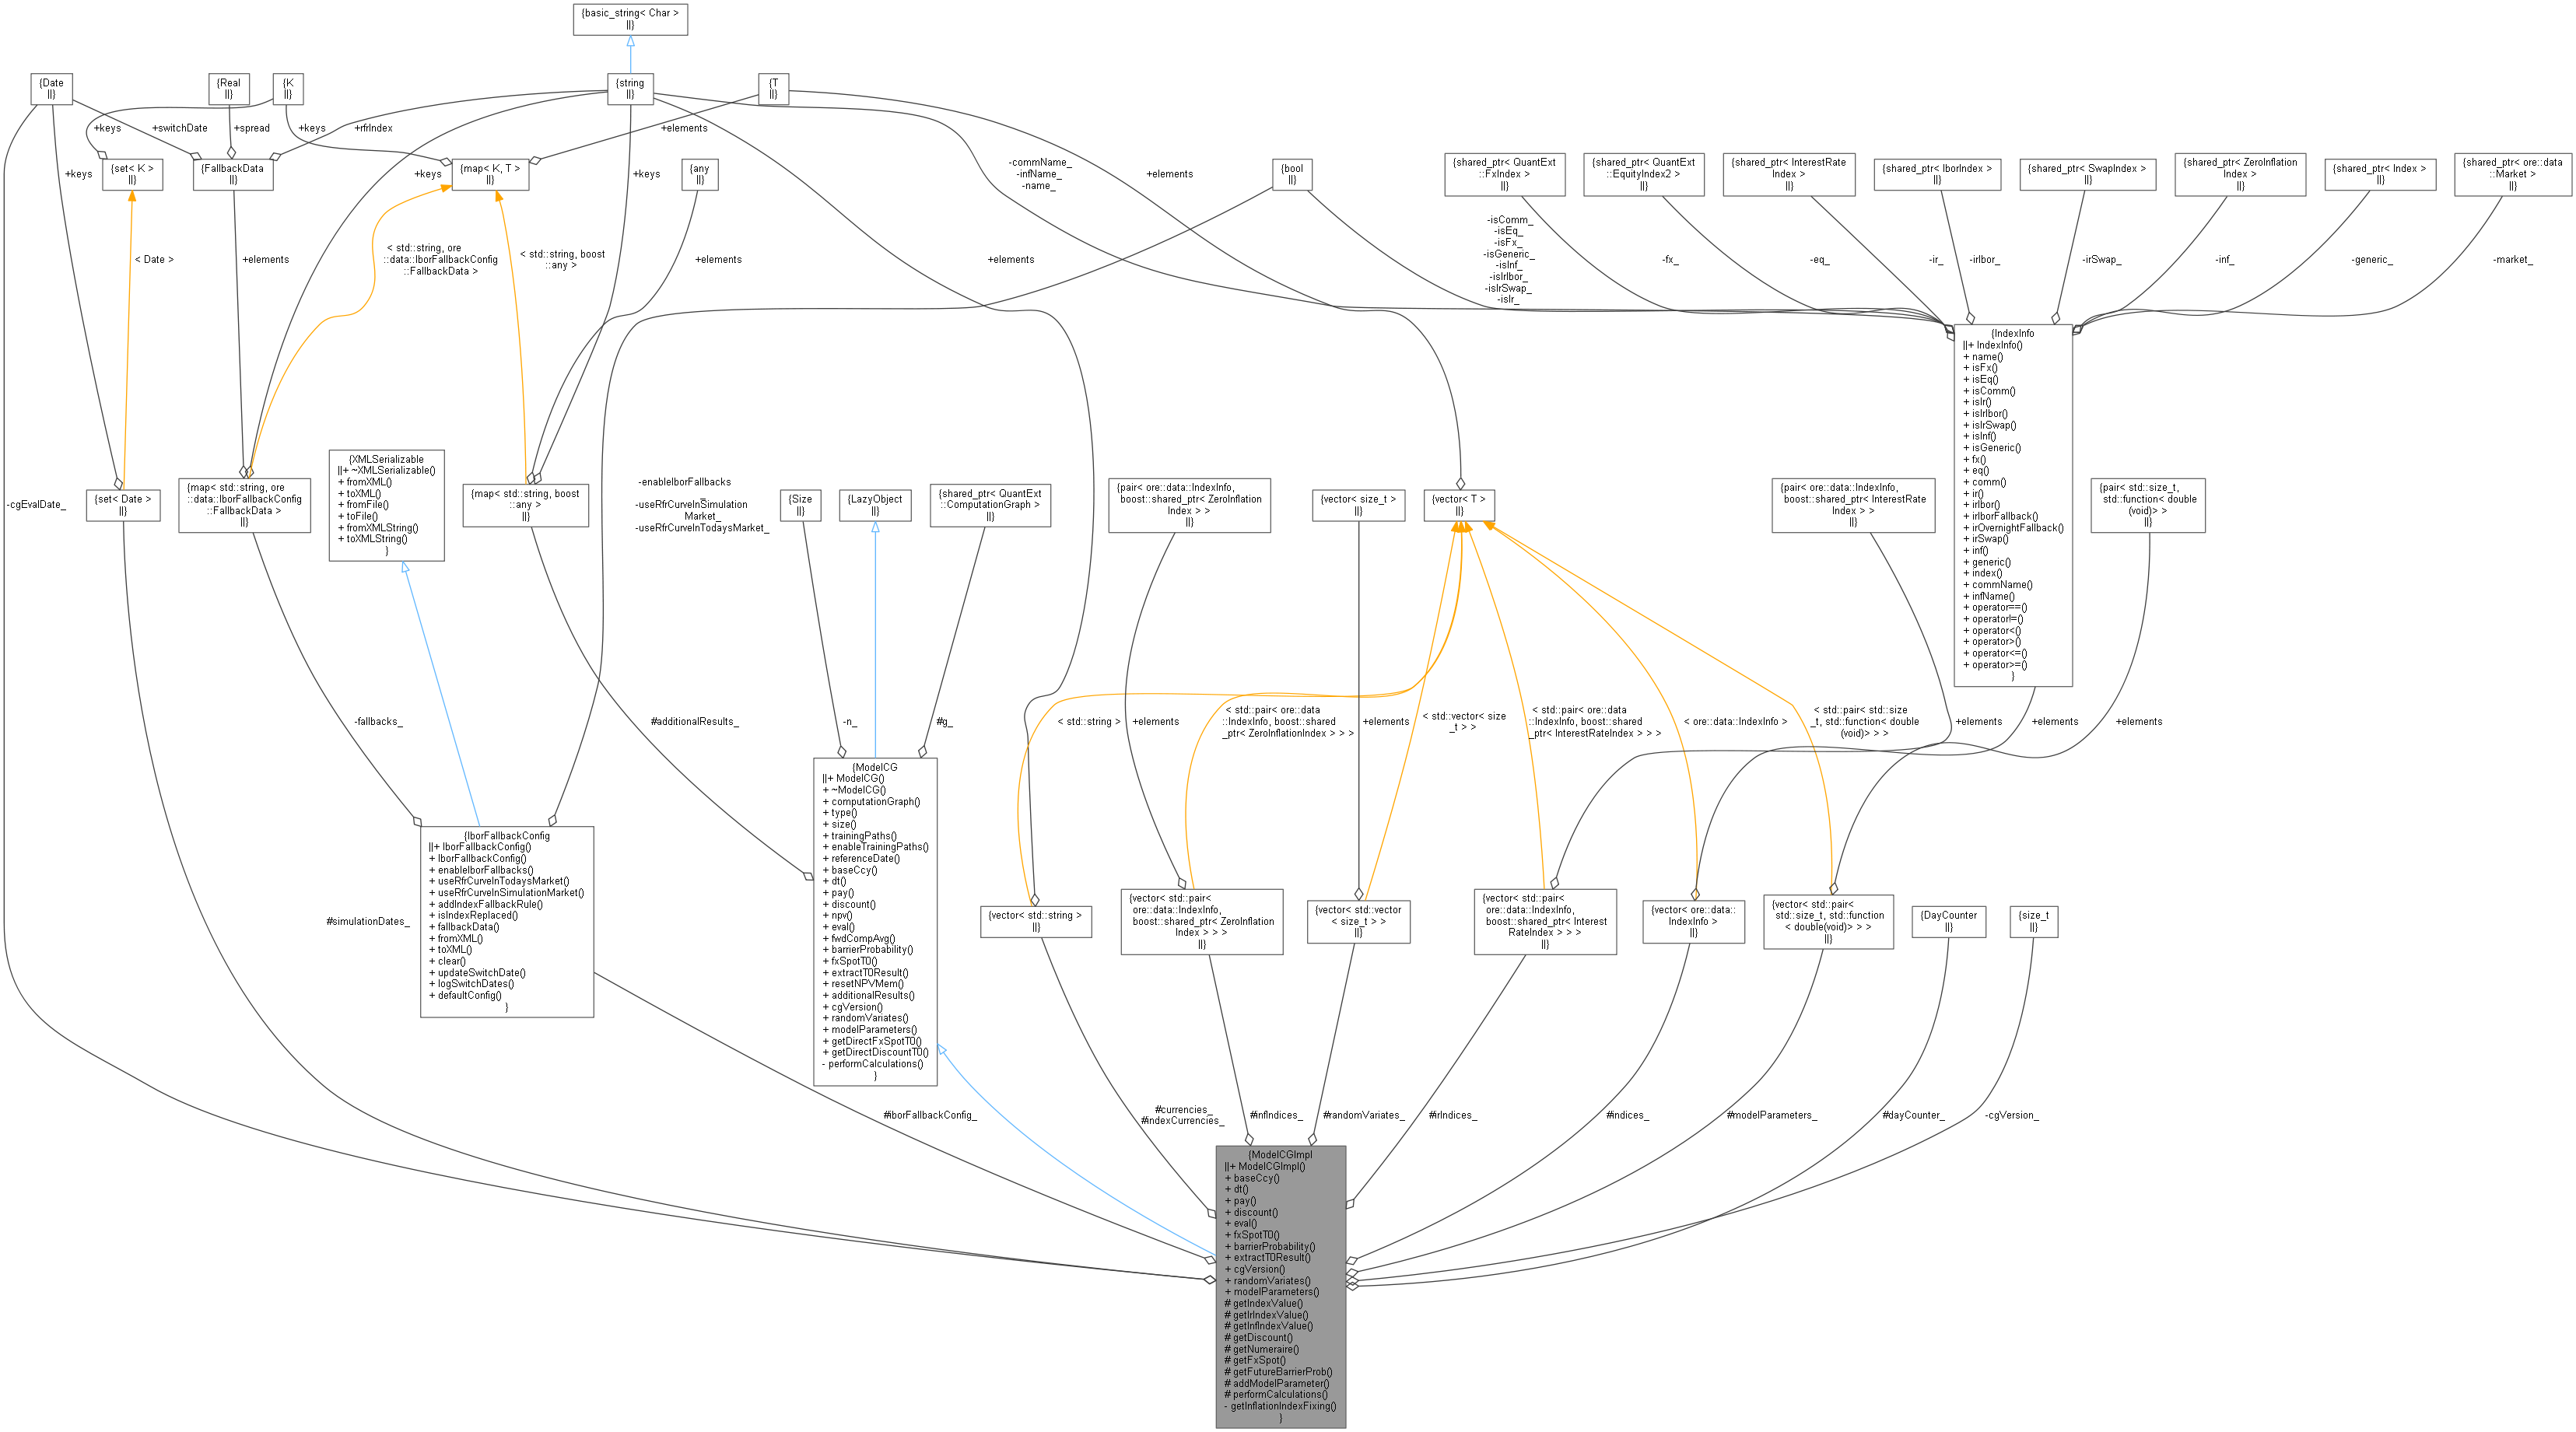 {basic_string< Char >
||}
{Date
||}
{Real
||}
{K
||}
{string
||}
{T
||}
+keys
+switchDate
+spread
+keys
+rfrIndex
+elements
{set< K >
||}
{FallbackData
||}
{map< K, T >
||}
{any
||}
{bool
||}
{shared_ptr< QuantExt
::FxIndex >
||}
{shared_ptr< QuantExt
::EquityIndex2 >
||}
{shared_ptr< InterestRate
Index >
||}
{shared_ptr< IborIndex >
||}
{shared_ptr< SwapIndex >
||}
{shared_ptr< ZeroInflation
Index >
||}
{shared_ptr< Index >
||}
{shared_ptr< ore::data
::Market >
||}
+keys
+keys
+keys
-commName_
-infName_
-name_
+elements
< Date >
+elements
< std::string, ore
::data::IborFallbackConfig
::FallbackData >
< std::string, boost
::any >
+elements
+elements
-isComm_
-isEq_
-isFx_
-isGeneric_
-isInf_
-isIrIbor_
-isIrSwap_
-isIr_
-fx_
-eq_
-ir_
-irIbor_
-irSwap_
-inf_
-generic_
-market_
{IndexInfo
||+ IndexInfo()
+ name()
+ isFx()
+ isEq()
+ isComm()
+ isIr()
+ isIrIbor()
+ isIrSwap()
+ isInf()
+ isGeneric()
+ fx()
+ eq()
+ comm()
+ ir()
+ irIbor()
+ irIborFallback()
+ irOvernightFallback()
+ irSwap()
+ inf()
+ generic()
+ index()
+ commName()
+ infName()
+ operator==()
+ operator!=()
+ operator<()
+ operator>()
+ operator<=()
+ operator>=()
}
-cgEvalDate_
{set< Date >
||}
{map< std::string, ore
::data::IborFallbackConfig
::FallbackData >
||}
{XMLSerializable
||+ ~XMLSerializable()
+ fromXML()
+ toXML()
+ fromFile()
+ toFile()
+ fromXMLString()
+ toXMLString()
}
{map< std::string, boost
::any >
||}
-enableIborFallbacks
_
-useRfrCurveInSimulation
Market_
-useRfrCurveInTodaysMarket_
{Size
||}
{LazyObject
||}
{shared_ptr< QuantExt
::ComputationGraph >
||}
{pair< ore::data::IndexInfo,
boost::shared_ptr< ZeroInflation
Index > >
||}
{vector< size_t >
||}
{vector< T >
||}
{pair< ore::data::IndexInfo,
boost::shared_ptr< InterestRate
Index > >
||}
{pair< std::size_t,
std::function< double
(void)> >
||}
-fallbacks_
#additionalResults_
-n_
#g_
< std::string >
+elements
< std::pair< ore::data
::IndexInfo, boost::shared
_ptr< ZeroInflationIndex > > >
+elements
< std::vector< size
_t > >
< std::pair< ore::data
::IndexInfo, boost::shared
_ptr< InterestRateIndex > > >
< ore::data::IndexInfo >
< std::pair< std::size
_t, std::function< double
(void)> > >
+elements
+elements
+elements
{ModelCG
||+ ModelCG()
+ ~ModelCG()
+ computationGraph()
+ type()
+ size()
+ trainingPaths()
+ enableTrainingPaths()
+ referenceDate()
+ baseCcy()
+ dt()
+ pay()
+ discount()
+ npv()
+ eval()
+ fwdCompAvg()
+ barrierProbability()
+ fxSpotT0()
+ extractT0Result()
+ resetNPVMem()
+ additionalResults()
+ cgVersion()
+ randomVariates()
+ modelParameters()
+ getDirectFxSpotT0()
+ getDirectDiscountT0()
- performCalculations()
}
{IborFallbackConfig
||+ IborFallbackConfig()
+ IborFallbackConfig()
+ enableIborFallbacks()
+ useRfrCurveInTodaysMarket()
+ useRfrCurveInSimulationMarket()
+ addIndexFallbackRule()
+ isIndexReplaced()
+ fallbackData()
+ fromXML()
+ toXML()
+ clear()
+ updateSwitchDate()
+ logSwitchDates()
+ defaultConfig()
}
#simulationDates_
{vector< std::string >
||}
{vector< std::pair<
ore::data::IndexInfo,
boost::shared_ptr< ZeroInflation
Index > > >
||}
{vector< std::vector
< size_t > >
||}
{vector< std::pair<
ore::data::IndexInfo,
boost::shared_ptr< Interest
RateIndex > > >
||}
{vector< ore::data::
IndexInfo >
||}
{vector< std::pair<
std::size_t, std::function
< double(void)> > >
||}
{DayCounter
||}
{size_t
||}
#iborFallbackConfig_
#currencies_
#indexCurrencies_
#infIndices_
#randomVariates_
#irIndices_
#indices_
#modelParameters_
#dayCounter_
-cgVersion_
{ModelCGImpl
||+ ModelCGImpl()
+ baseCcy()
+ dt()
+ pay()
+ discount()
+ eval()
+ fxSpotT0()
+ barrierProbability()
+ extractT0Result()
+ cgVersion()
+ randomVariates()
+ modelParameters()
# getIndexValue()
# getIrIndexValue()
# getInfIndexValue()
# getDiscount()
# getNumeraire()
# getFxSpot()
# getFutureBarrierProb()
# addModelParameter()
# performCalculations()
- getInflationIndexFixing()
}